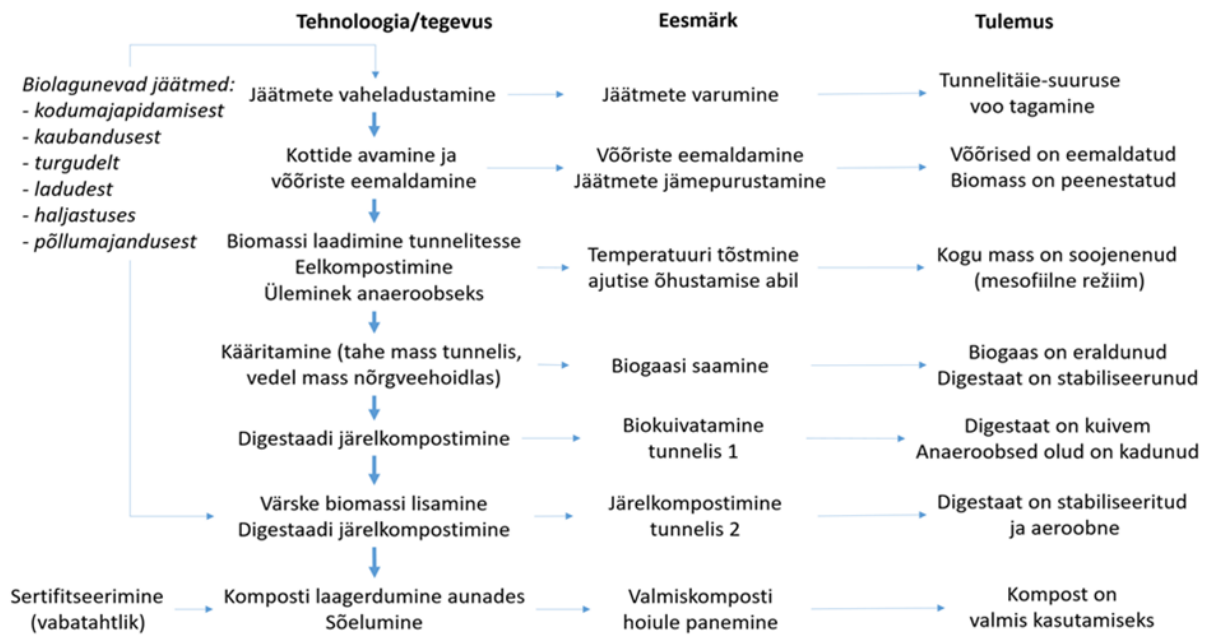 Tehnoloogia/tegevus
Eesmärk
Tulemus
Biolagunevad jäätmed:
- kodumajapidamisest
- kaubandusest
- turgudelt
- ladudest
- haljastuses
- põllumajandusest
Jäätmete vaheladustamine
Jäätmete varumine
Tunnelitäie-suuruse
voo tagamine
Kottide avamine ja
võõriste eemaldamine
Võõriste eemaldamine
Jäätmete jämepurustamine
Võõrised on eemaldatud
Biomass on peenestatud
Biomassi laadimine tunnelitesse
Eelkompostimine
Üleminek anaeroobseks
Temperatuuri tõstmine
ajutise õhustamise abil
Kogu mass on soojenenud
(mesofiilne režiim)
Kääritamine (tahe mass tunnelis,
vedel mass nõrgveehoidlas)
Biogaasi saamine
Biogaas on eraldunud
Digestaat on stabiliseerunud
Digestaadi järelkompostimine
Biokuivatamine
tunnelis 1
Digestaat on kuivem
Anaeroobsed olud on kadunud
Värske biomassi lisamine
Digestaadi järelkompostimine
Järelkompostimine
tunnelis 2
Digestaat on stabiliseeritud
ja aeroobne
Sertifitseerimine
(vabatahtlik)
Komposti laagerdumine aunades
Sõelumine
Valmiskomposti
hoiule panemine
Kompost on
valmis kasutamiseks